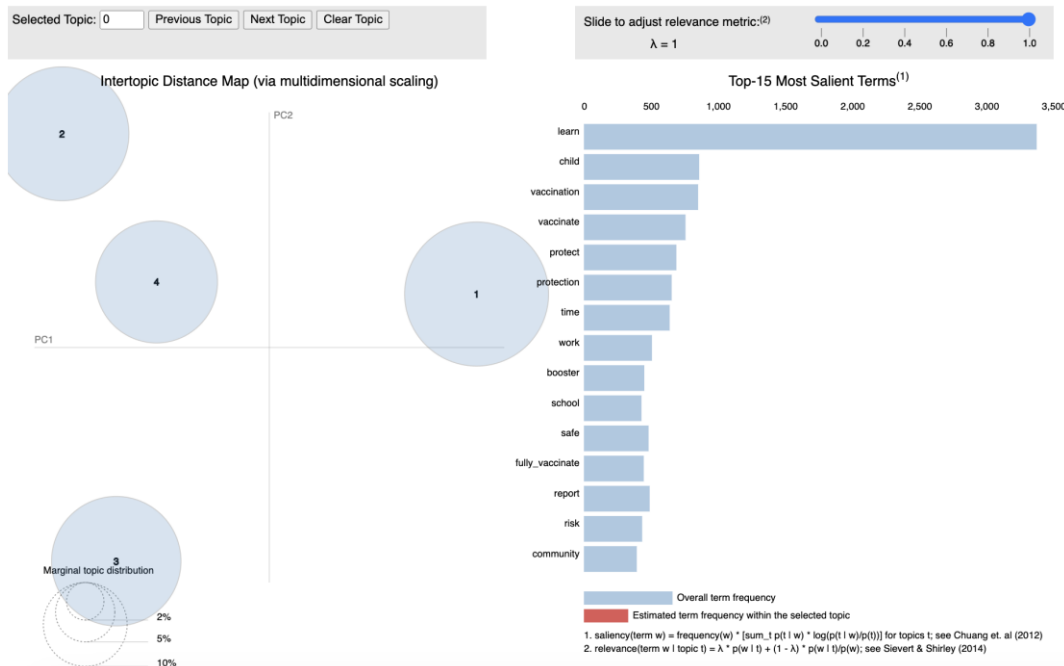 Selected Topic: 0 Previous Topic Next Topic Clear Topic
Slide to adjust relevance metric:(2)
λ = 1
0.0 0.2 0.4 0.6 0.8 1.0
Intertopic Distance Map (via multidimensional scaling)
PC2
PC1
2
4
1
3
Marginal topic distribution
2%
5%
10%
Top-15 Most Salient Terms(1)
0 500 1,000 1,500 2,000 2,500 3,000 3,500
learn
child
vaccination
vaccinate
protect
protection
time
work
booster
school
safe
fully_vaccinate
report
risk
community
Overall term frequency
Estimated term frequency within the selected topic
1. saliency(term w) = frequency(w) * [sum_t p(t | w) * log(p(t | w)/p(t))] for topics t; see Chuang et. al (2012)
2. relevance(term w | topic t) = λ * p(w | t) + (1 - λ) * p(w | t)/p(w); see Sievert & Shirley (2014)